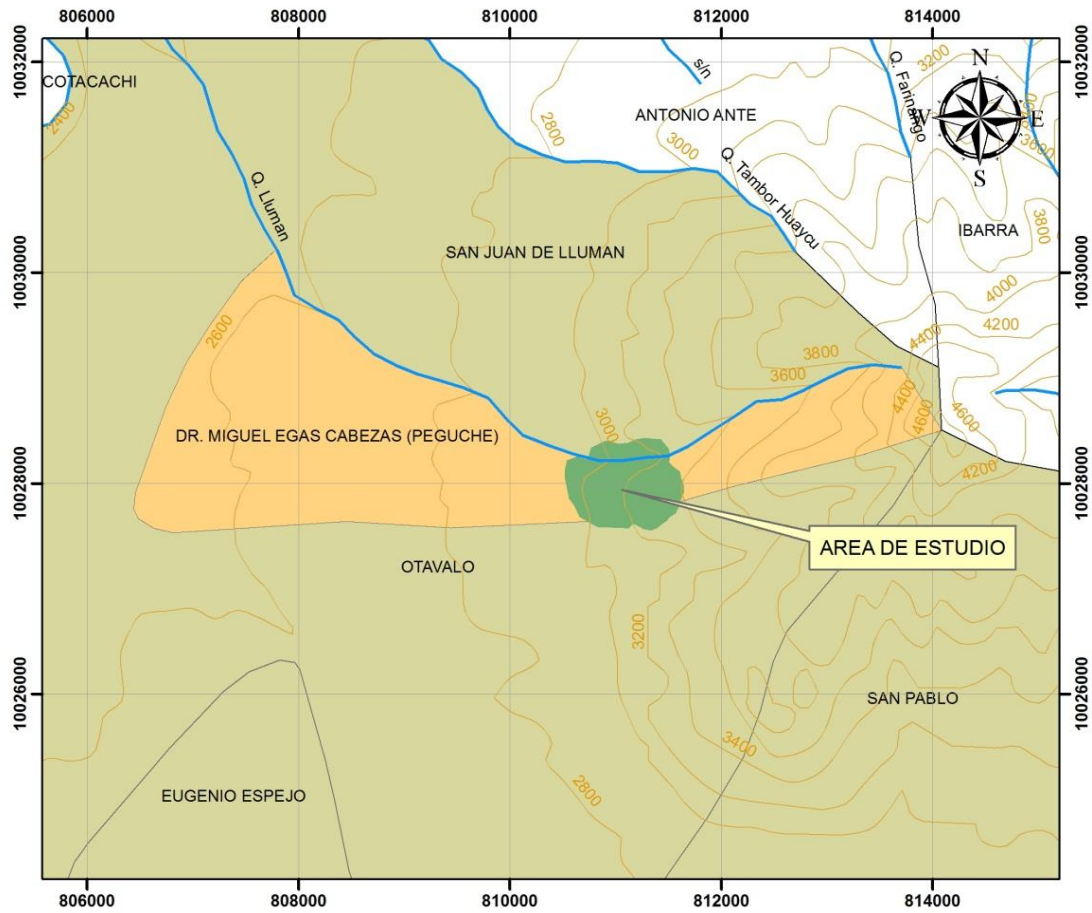 806000 808000 810000 812000 814000
10032000
10032000
COTACACHI
2400
s/n
Q. Farinango
3200
N
W
E
S
3600
2800
ANTONIO ANTE
3000
Q. Lluman
Q. Tambor Huaycu
3800
IBARRA
SAN JUAN DE LLUMAN
10030000
10030000
4000
2600
4200
4400
3800
3600
4400
4600
4600
3000
DR. MIGUEL EGAS CABEZAS (PEGUCHE)
4200
10028000
10028000
AREA DE ESTUDIO
OTAVALO
3200
10026000
10026000
SAN PABLO
3400
EUGENIO ESPEJO
2800
806000 808000 810000 812000 814000